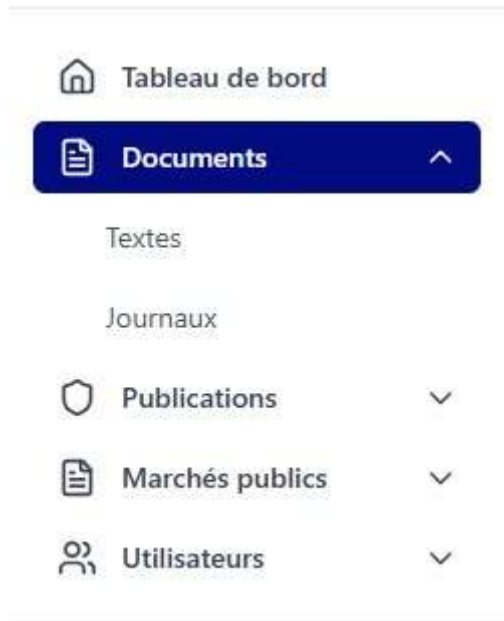 Tableau de bord
Documents
Textes
Journaux
Publications
Marchés publics
Utilisateurs